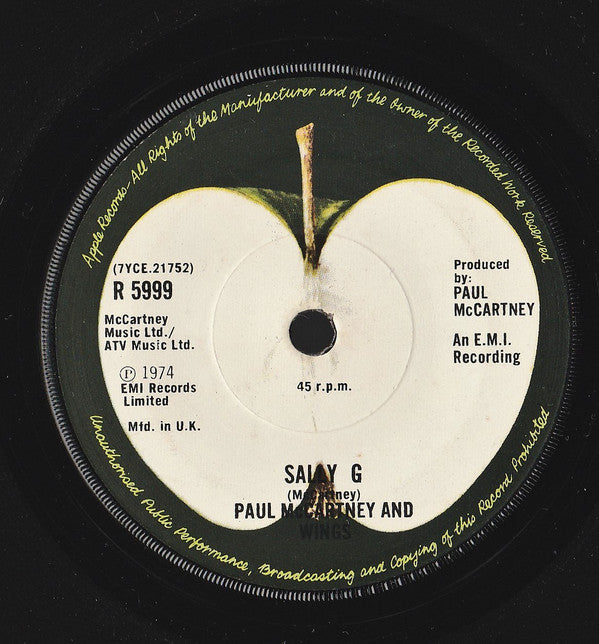 Apple Records-All Rights of the Manufacturer and of the Owner of the Recorded Work Reserved
(7YCE.21752)
R 5999
McCartney
Music Ltd./
ATV Music Ltd.
Ⓟ 1974
EMI Records
Limited
Mfd. in U.K.
Produced
by:
PAUL
McCARTNEY
An E.M.I.
Recording
45 r.p.m.
SALLY G
(McCartney)
PAUL McCARTNEY AND
WINGS
Unauthorised Public Performance, Broadcasting and Copying of this Record Prohibited